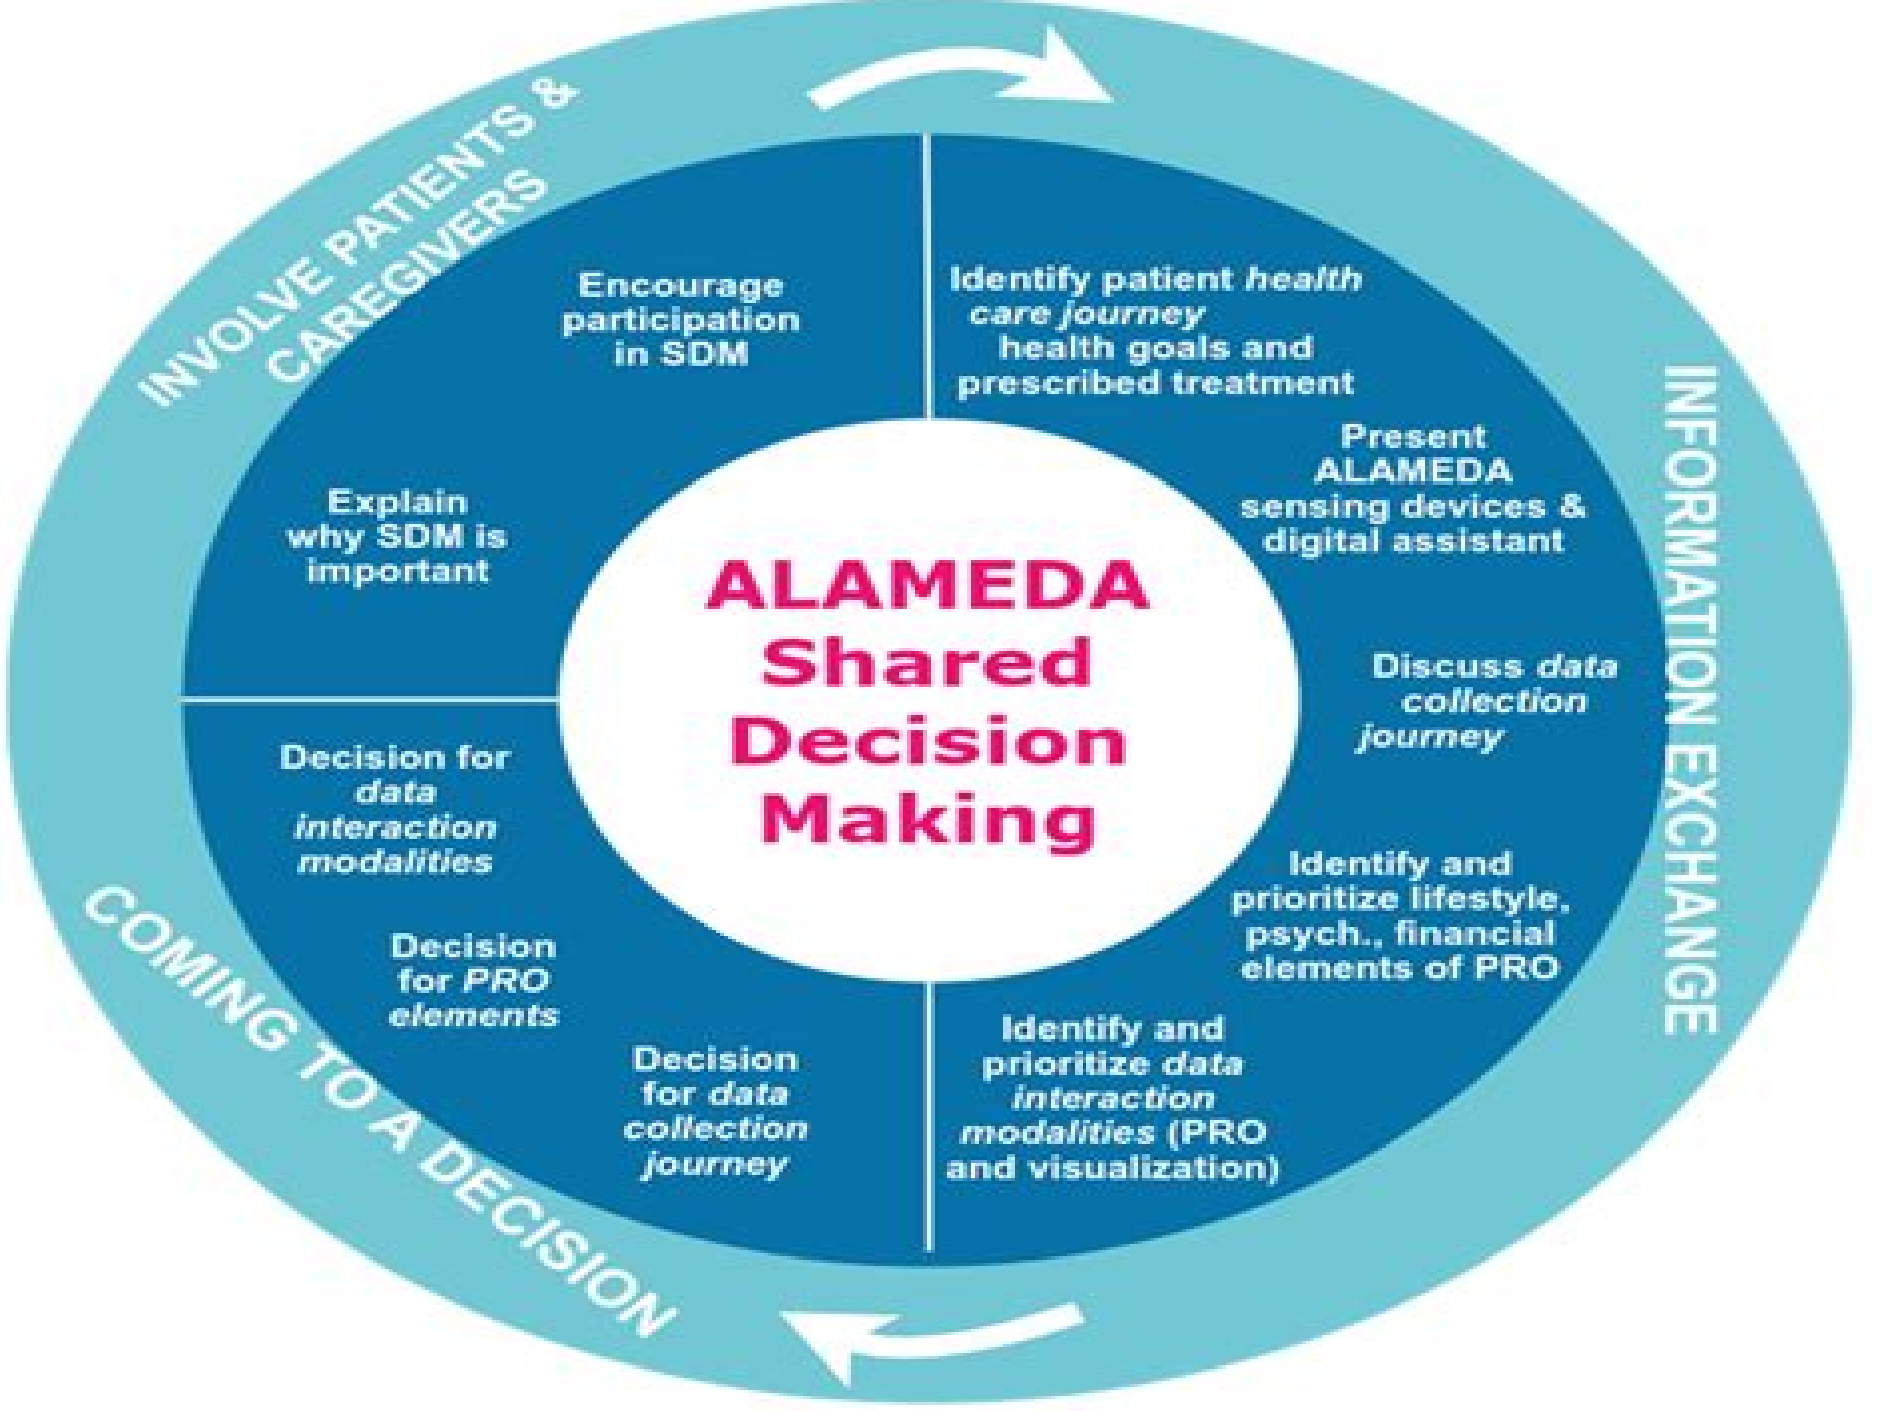 INVOLVE PATIENTS &
CAREGIVERS
Encourage
participation
in SDM
Explain
why SDM is
important
INFORMATION EXCHANGE
Identify patient health
care journey
health goals and
prescribed treatment
Present
ALAMEDA
sensing devices &
digital assistant
Discuss data
collection
journey
Identify and
prioritize lifestyle,
psych., financial
elements of PRO
Identify and
prioritize data
interaction
modalities (PRO
and visualization)
COMING TO A DECISION
Decision
for data
collection
journey
Decision
for PRO
elements
Decision for
data
interaction
modalities
ALAMEDA
Shared
Decision
Making